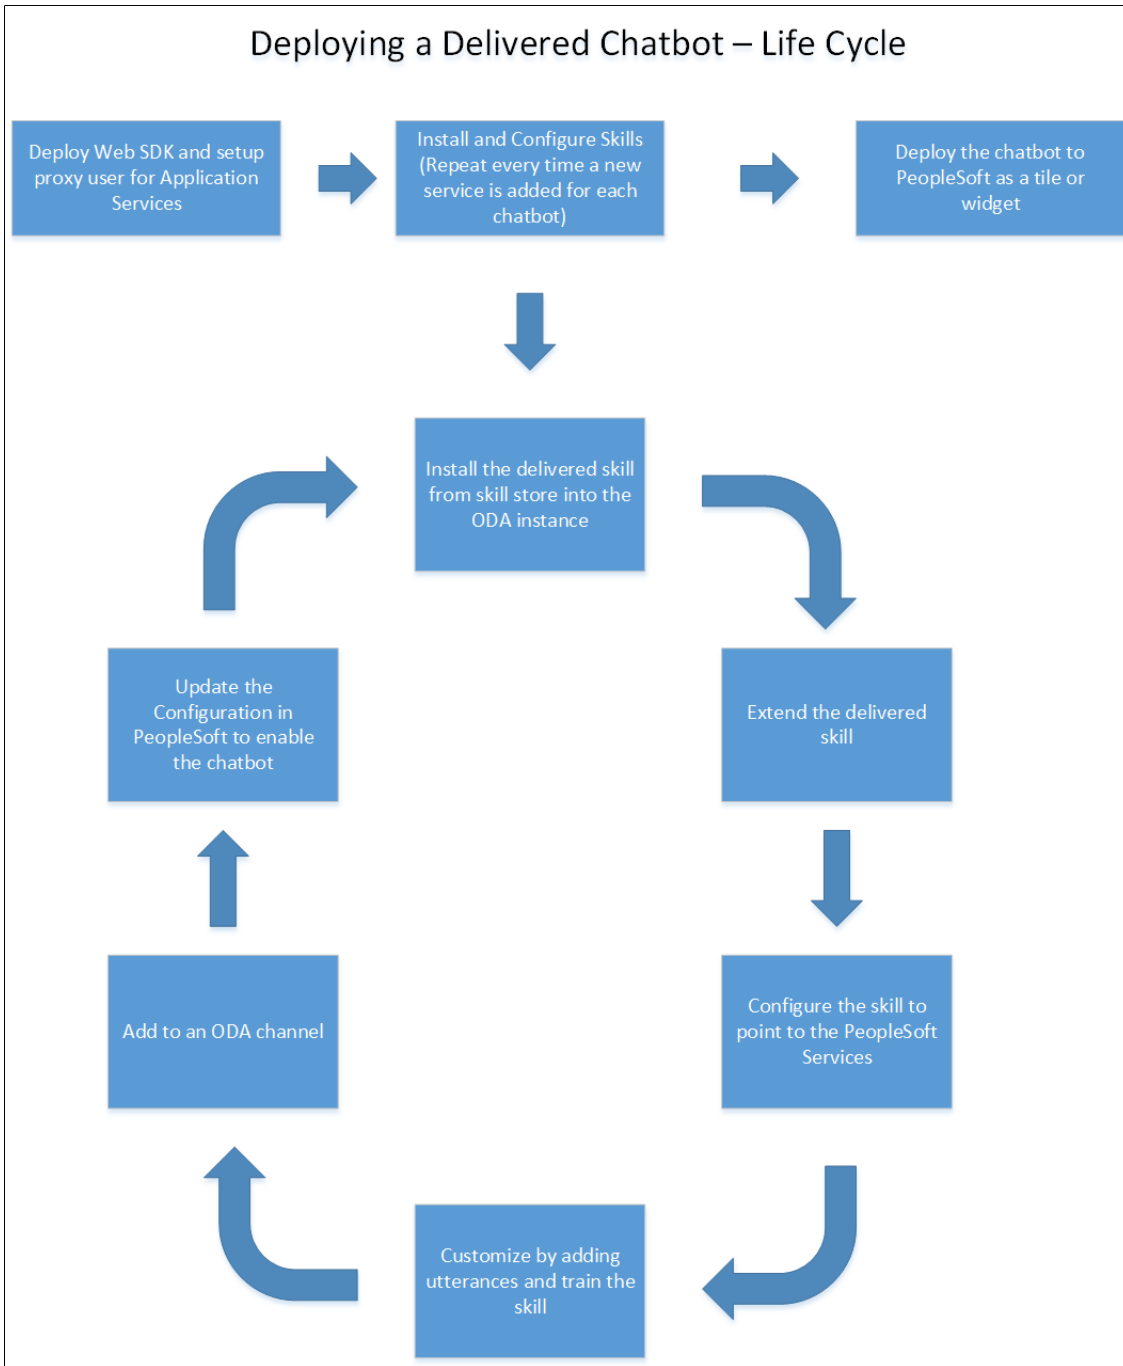 Deploying a Delivered Chatbot – Life Cycle
Deploy Web SDK and setup
proxy user for Application
Services
Install and Configure Skills
(Repeat every time a new
service is added for each
chatbot)
Deploy the chatbot to
PeopleSoft as a tile or
widget
Install the delivered skill
from skill store into the
ODA instance
Update the
Configuration in
PeopleSoft to enable
the chatbot
Extend the delivered
skill
Add to an ODA channel
Configure the skill to
point to the PeopleSoft
Services
Customize by adding
utterances and train the
skill